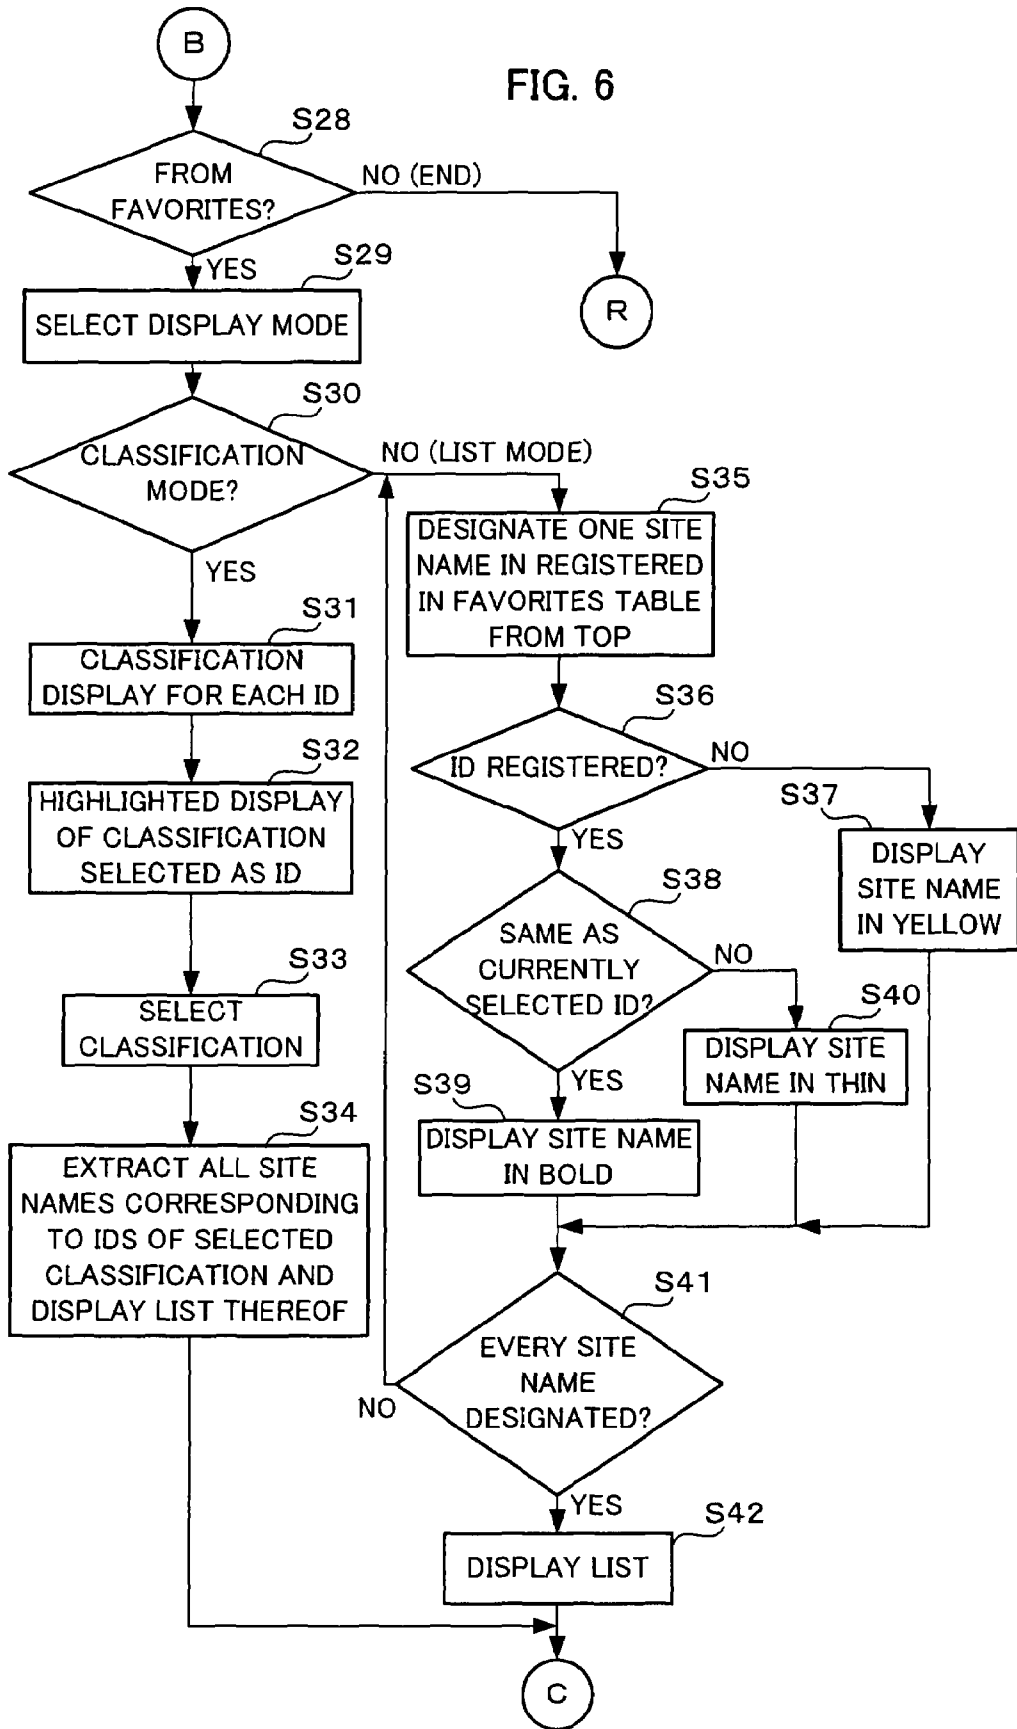 B
FIG. 6
S28
FROM
FAVORITES?
NO (END)
YES
R
S29
SELECT DISPLAY MODE
S30
CLASSIFICATION
MODE?
NO (LIST MODE)
YES
S31
CLASSIFICATION
DISPLAY FOR EACH ID
S32
HIGHLIGHTED DISPLAY
OF CLASSIFICATION
SELECTED AS ID
S33
SELECT
CLASSIFICATION
S34
EXTRACT ALL SITE
NAMES CORRESPONDING
TO IDS OF SELECTED
CLASSIFICATION AND
DISPLAY LIST THEREOF
S35
DESIGNATE ONE SITE
NAME IN REGISTERED
IN FAVORITES TABLE
FROM TOP
S36
ID REGISTERED?
NO
YES
S37
DISPLAY
SITE NAME
IN YELLOW
S38
SAME AS
CURRENTLY
SELECTED ID?
NO
YES
S40
DISPLAY SITE
NAME IN THIN
S39
DISPLAY SITE NAME
IN BOLD
S41
EVERY SITE
NAME
DESIGNATED?
NO
YES
S42
DISPLAY LIST
C